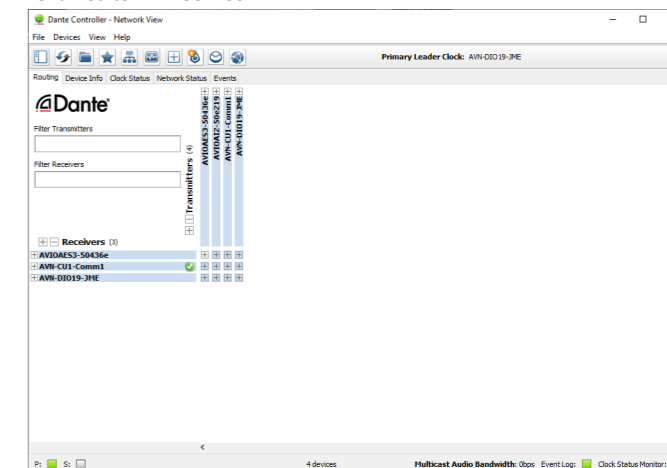 Dante Controller - Network View
File Devices View Help
Primary Leader Clock: AVN-DIO19-JME
Routing Device Info Clock Status Network Status Events
Dante®
Filter Transmitters
Filter Receivers
Transmitters (4)
AVIOAES3-50436e
AVIOAI2-50e219
AVN-CU1-Comm1
AVN-DIO19-JME
Receivers (3)
AVIOAES3-50436e
AVN-CU1-Comm1
AVN-DIO19-JME
P: S: 4 devices Multicast Audio Bandwidth: 0bps Event Log: Clock Status Monitor: